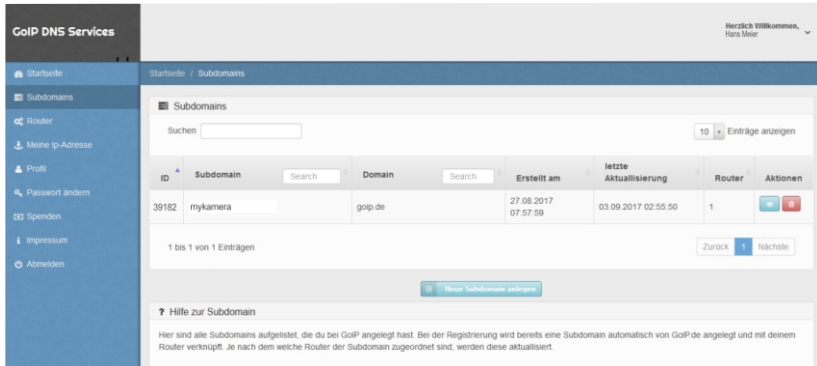 GoIP DNS Services
Herzlich Willkommen,
Hans Meier
Startseite
Subdomains
Router
Meine Ip-Adresse
Profil
Passwort ändern
Spenden
Impressum
Abmelden
Startseite / Subdomains
Subdomains
Suchen
10 Einträge anzeigen
ID Subdomain Search Domain Search Erstellt am letzte Aktuallisierung Router Aktionen
39182 mykamera goip.de 27.08.2017 07:57:59 03.09.2017 02:55:50 1
1 bis 1 von 1 Einträgen
Zurück 1 Nächste
Neue Subdomain anlegen
? Hilfe zur Subdomain
Hier sind alle Subdomains aufgelistet, die du bei GoIP angelegt hast. Bei der Registrierung wird bereits eine Subdomain automatisch von GoIP.de angelegt und mit deinem
Router verknüpft. Je nach dem welche Router der Subdomain zugeordnet sind, werden diese aktuallisiert.